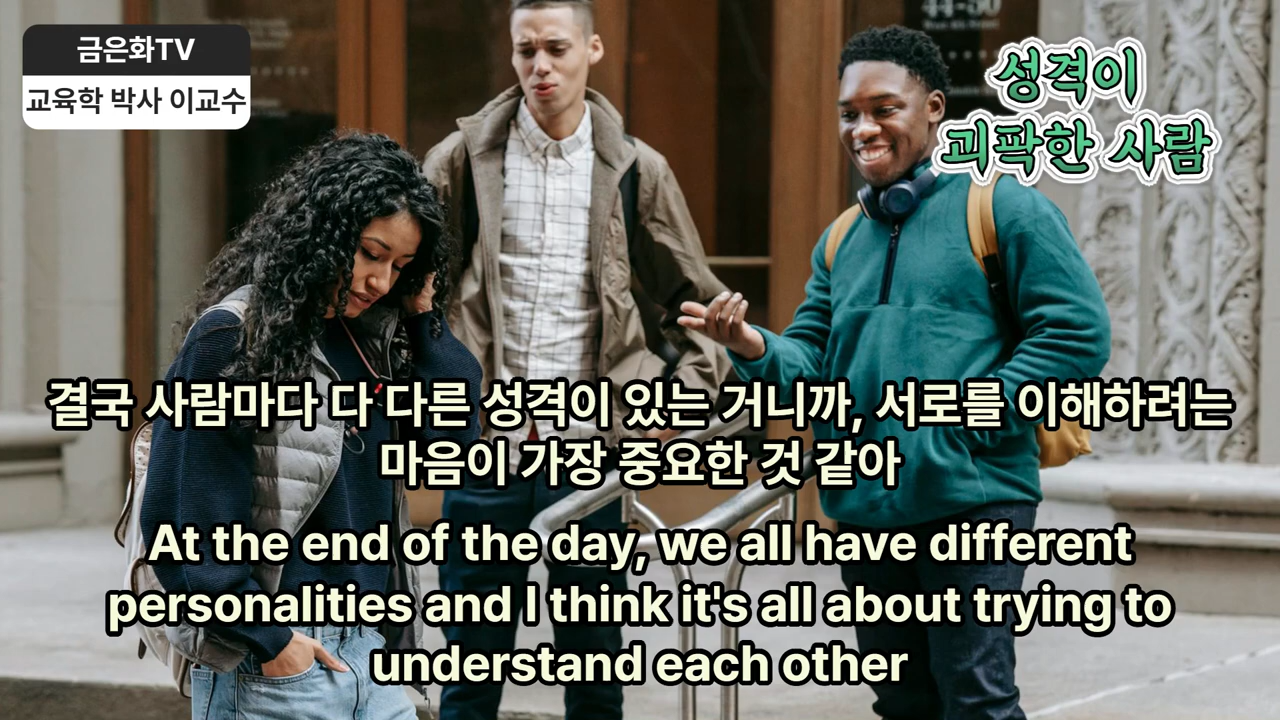 금은화TV
교육학 박사 이교수
44-50
성격이
괴팍한 사람
결국 사람마다 다 다른 성격이 있는 거니까, 서로를 이해하려는
마음이 가장 중요한 것 같아
At the end of the day, we all have different
personalities and I think it's all about trying to
understand each other